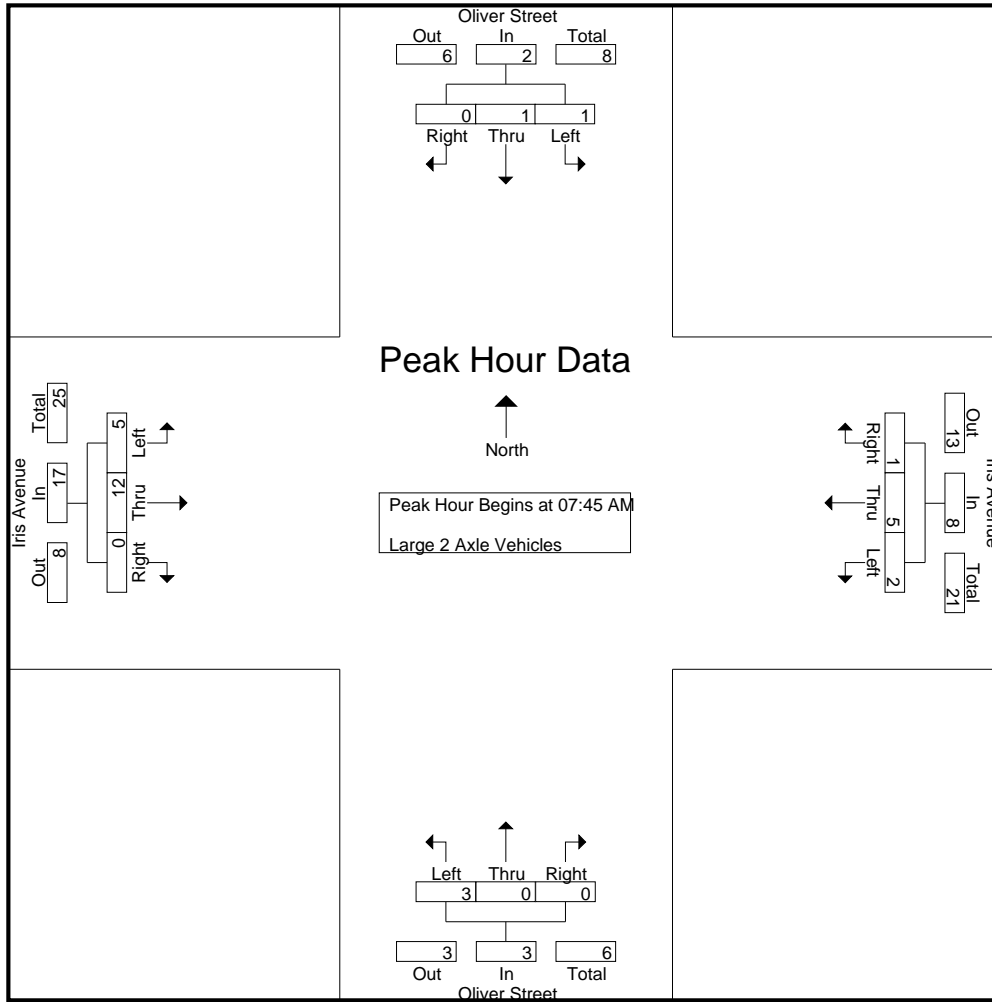 Oliver Street
Out In Total
6 2 8
0 1 1
Right Thru Left
Peak Hour Data
North
Peak Hour Begins at 07:45 AM
Large 2 Axle Vehicles
Iris Avenue
Total In Out
25 17 8
5 12 0
Left Thru Right
Right Thru Left
1 5 2
13 8 21
Out In Total
Iris Avenue
Left Thru Right
3 0 0
3 3 6
Out In Total
Oliver Street